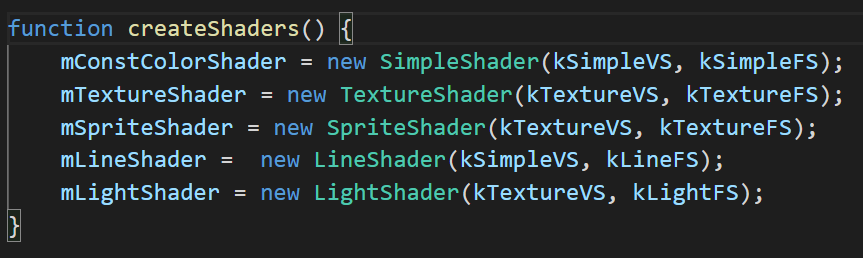 function createShaders() {
    mConstColorShader = new SimpleShader(kSimpleVS, kSimpleFS);
    mTextureShader = new TextureShader(kTextureVS, kTextureFS);
    mSpriteShader = new SpriteShader(kTextureVS, kTextureFS);
    mLineShader =  new LineShader(kSimpleVS, kLineFS);
    mLightShader = new LightShader(kTextureVS, kLightFS);
}